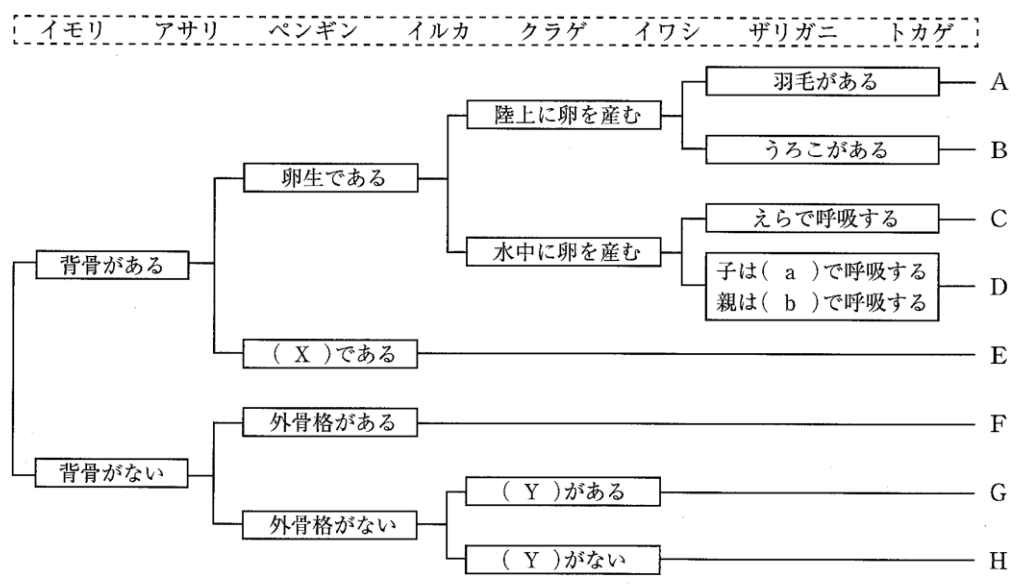 イモリ アサリ ペンギン イルカ クラゲ イワシ ザリガニ トカゲ
羽毛がある A
陸上に卵を産む
うろこがある B
卵生である
えらで呼吸する C
水中に卵を産む
背骨がある
子は( a )で呼吸する
親は( b )で呼吸する
D
( X )である E
外骨格がある F
背骨がない
( Y )がある G
外骨格がない
( Y )がない H